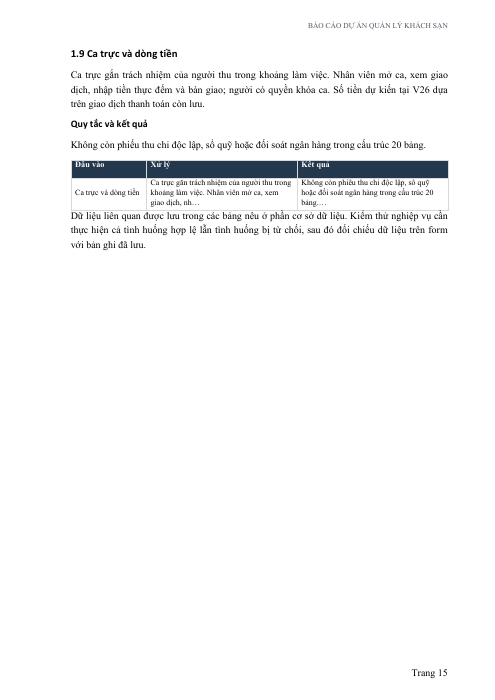 BÁO CÁO DỰ ÁN QUẢN LÝ KHÁCH SẠN
1.9 Ca trực và dòng tiền
Ca trực gắn trách nhiệm của người thu trong khoảng làm việc. Nhân viên mở ca, xem giao
dịch, nhập tiền thực đếm và bàn giao; người có quyền khóa ca. Số tiền dự kiến tại V26 dựa
trên giao dịch thanh toán còn lưu.
Quy tắc và kết quả
Không còn phiếu thu chi độc lập, sổ quỹ hoặc đối soát ngân hàng trong cấu trúc 20 bảng.
Đầu vào Xử lý Kết quả
Ca trực và dòng tiền
Ca trực gắn trách nhiệm của người thu trong
khoảng làm việc. Nhân viên mở ca, xem
giao dịch, nh…
Không còn phiếu thu chi độc lập, sổ quỹ
hoặc đối soát ngân hàng trong cấu trúc 20
bảng.…
Dữ liệu liên quan được lưu trong các bảng nêu ở phần cơ sở dữ liệu. Kiểm thử nghiệp vụ cần
thực hiện cả tình huống hợp lệ lẫn tình huống bị từ chối, sau đó đối chiếu dữ liệu trên form
với bản ghi đã lưu.
Trang 15